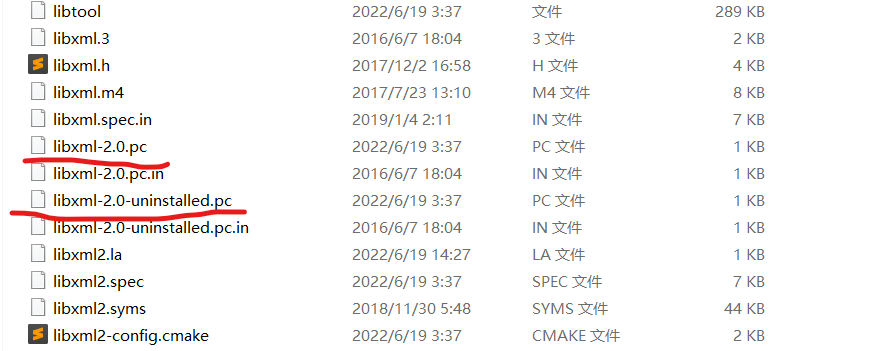 libtool 2022/6/19 3:37 文件 289 KB
libxml.3 2016/6/7 18:04 3 文件 2 KB
libxml.h 2017/12/2 16:58 H 文件 4 KB
libxml.m4 2017/7/23 13:10 M4 文件 8 KB
libxml.spec.in 2019/1/4 2:11 IN 文件 7 KB
libxml-2.0.pc 2022/6/19 3:37 PC 文件 1 KB
libxml-2.0.pc.in 2016/6/7 18:04 IN 文件 1 KB
libxml-2.0-uninstalled.pc 2022/6/19 3:37 PC 文件 1 KB
libxml-2.0-uninstalled.pc.in 2016/6/7 18:04 IN 文件 1 KB
libxml2.la 2022/6/19 14:27 LA 文件 1 KB
libxml2.spec 2022/6/19 3:37 SPEC 文件 7 KB
libxml2.syms 2018/11/30 5:48 SYMS 文件 44 KB
libxml2-config.cmake 2022/6/19 3:37 CMAKE 文件 2 KB